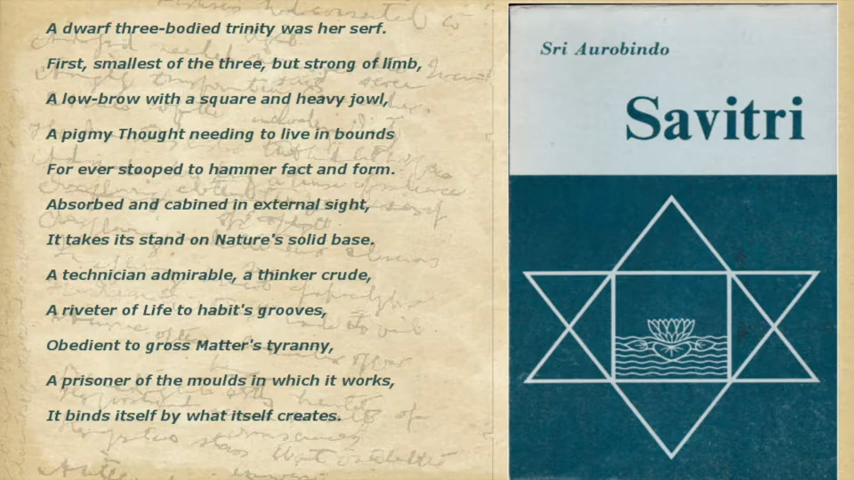 A dwarf three-bodied trinity was her serf.
First, smallest of the three, but strong of limb,
A low-brow with a square and heavy jowl,
A pigmy Thought needing to live in bounds
For ever stooped to hammer fact and form.
Absorbed and cabined in external sight,
It takes its stand on Nature's solid base.
A technician admirable, a thinker crude,
A riveter of Life to habit's grooves,
Obedient to gross Matter's tyranny,
A prisoner of the moulds in which it works,
It binds itself by what itself creates.
Sri Aurobindo
Savitri